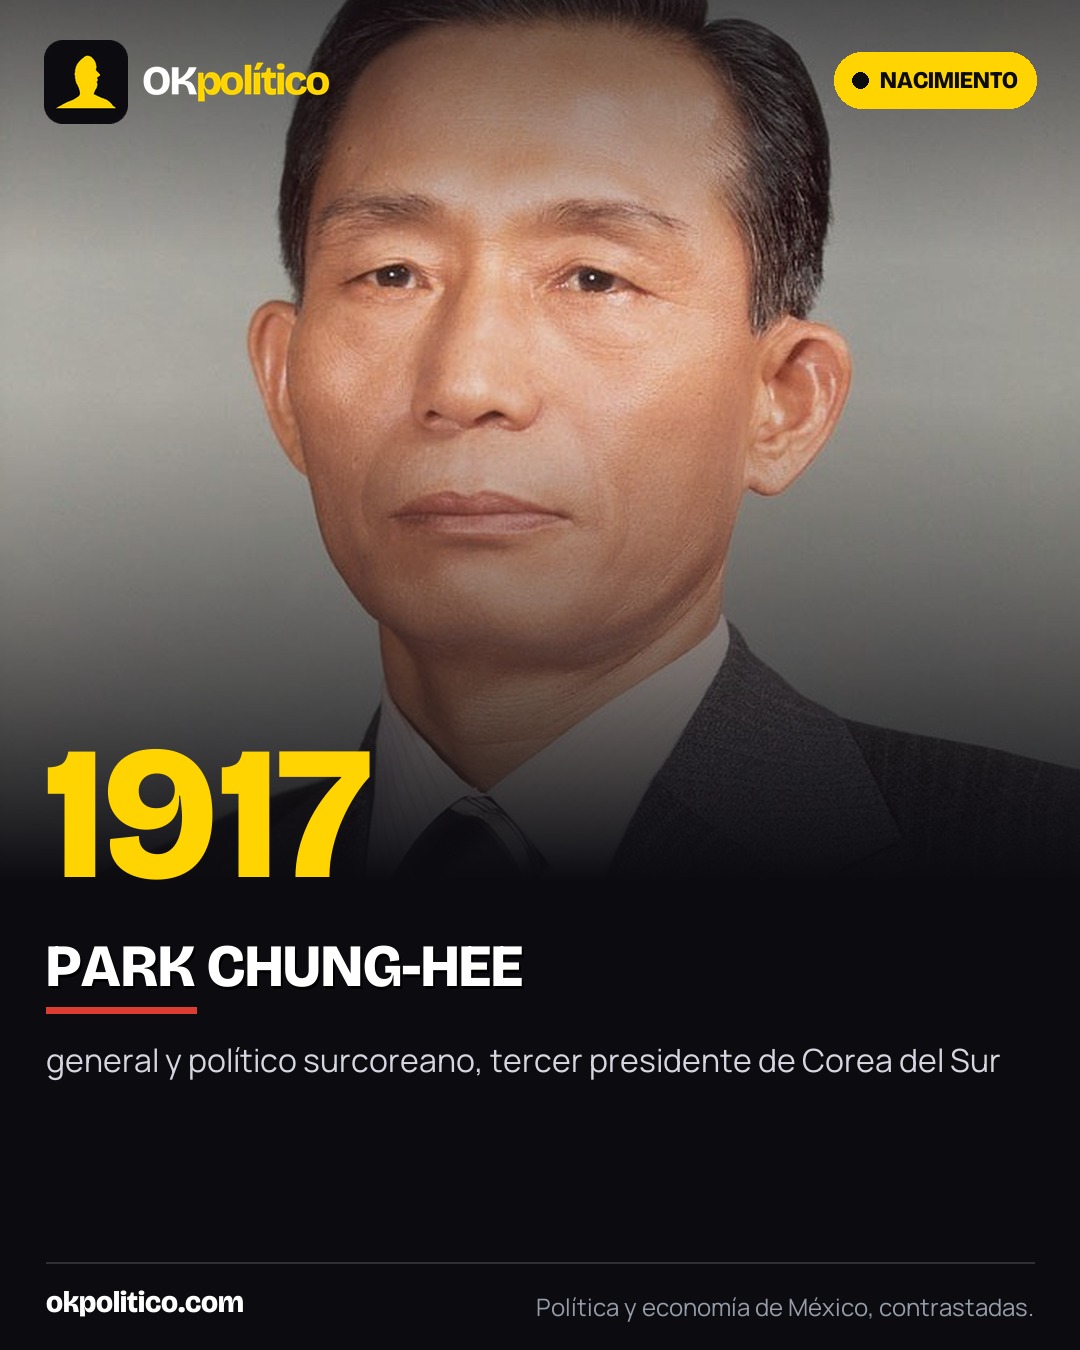 OKpolítico
NACIMIENTO
1917
PARK CHUNG-HEE
general y político surcoreano, tercer presidente de Corea del Sur
okpolitico.com
Política y economía de México, contrastadas.